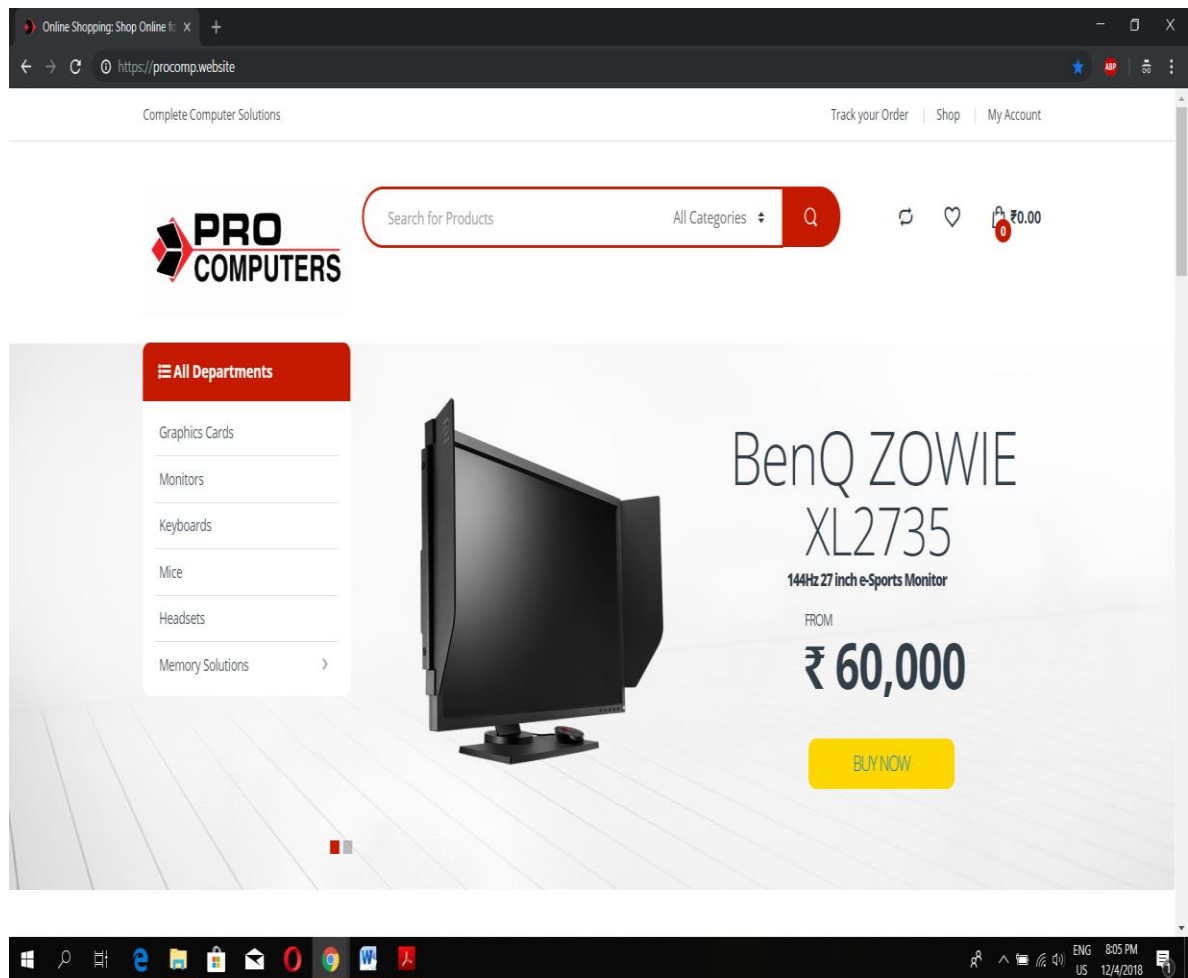 Online Shopping: Shop Online fo
https://procomp.website
ABP
Complete Computer Solutions
Track your Order | Shop | My Account
PRO
COMPUTERS
Search for Products
All Categories
₹0.00
0
All Departments
Graphics Cards
Monitors
Keyboards
Mice
Headsets
Memory Solutions
BenQ ZOWIE
XL2735
144Hz 27 inch e-Sports Monitor
FROM
₹ 60,000
BUY NOW
ENG 8:05 PM
US 12/4/2018
1